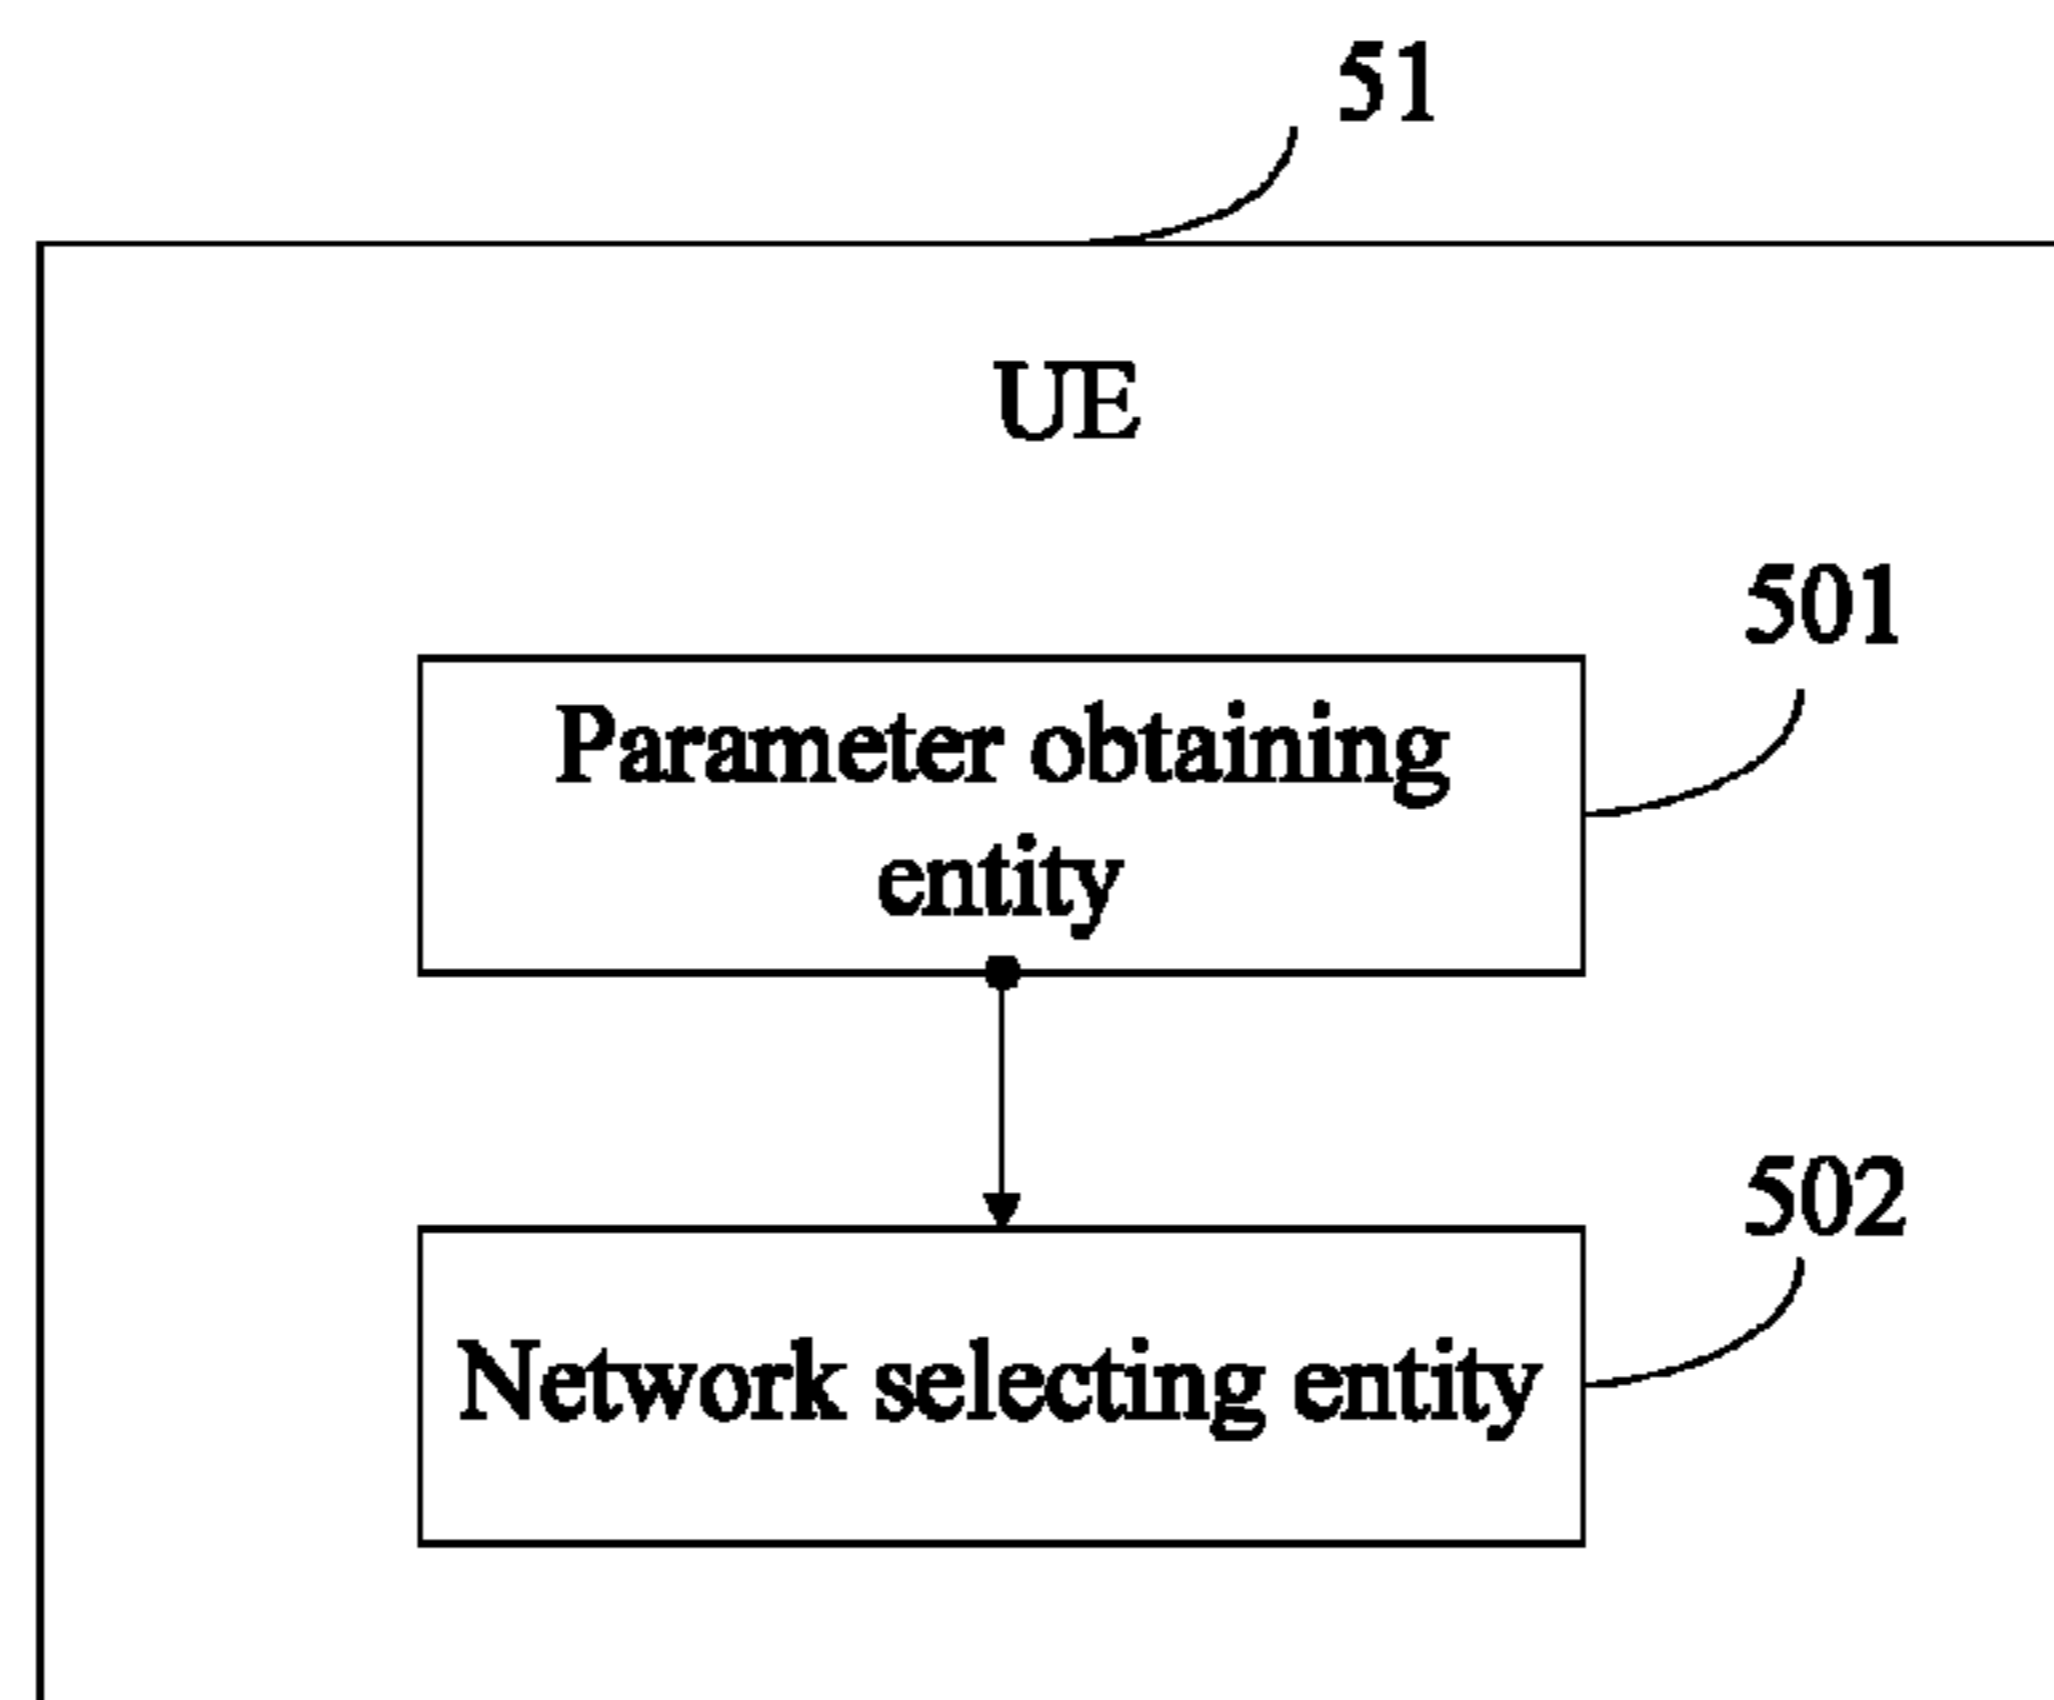 51
UE
501
Parameter obtaining
entity
502
Network selecting entity